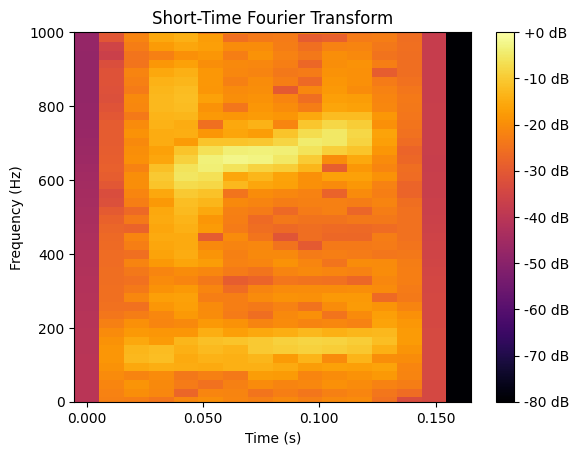 Short-Time Fourier Transform
1000
800
600
400
200
0
Frequency (Hz)
0.000
0.050
0.100
0.150
Time (s)
+0 dB
-10 dB
-20 dB
-30 dB
-40 dB
-50 dB
-60 dB
-70 dB
-80 dB